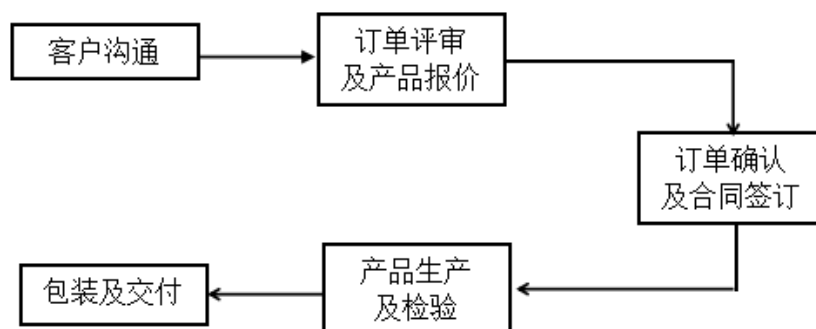 客户沟通
订单评审
及产品报价
订单确认
及合同签订
产品生产
及检验
包装及交付